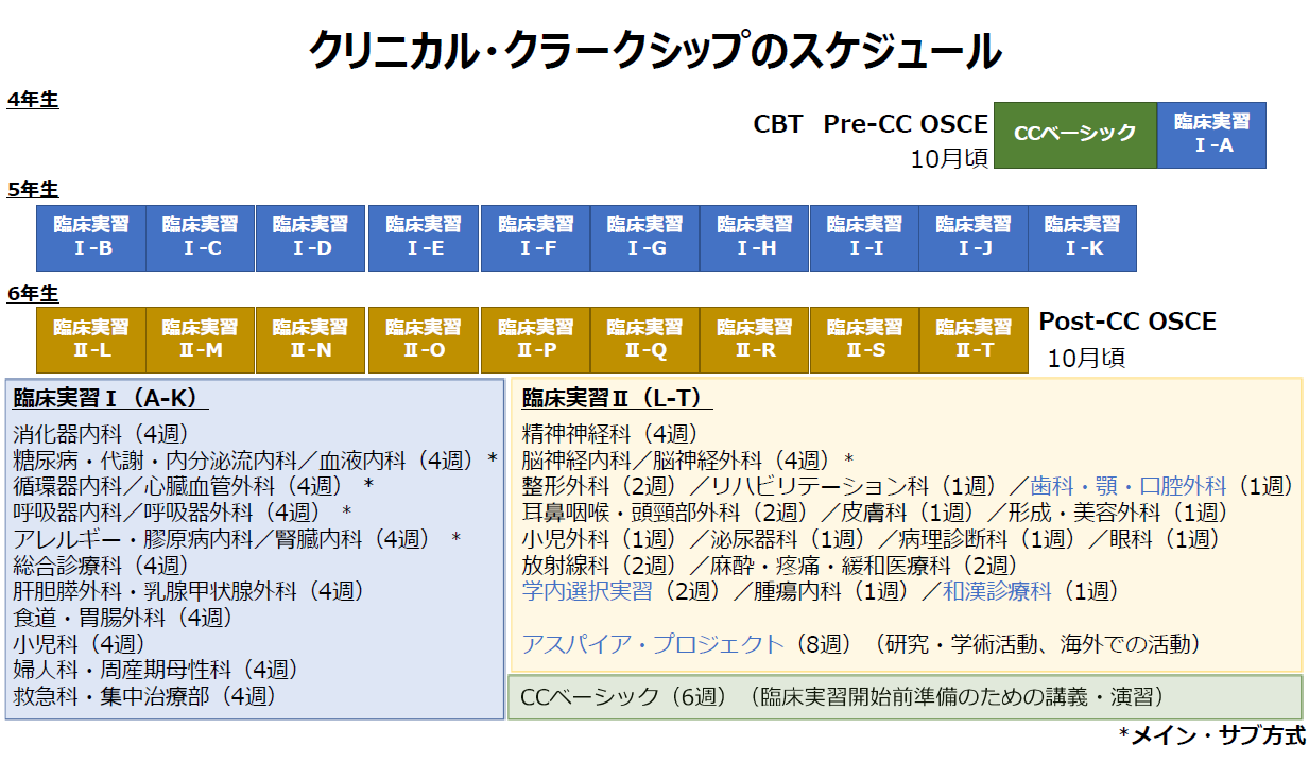 クリニカル・クラークシップのスケジュール
4年生
CBT Pre-CC OSCE
10月頃
CCベーシック
臨床実習
Ⅰ-A
5年生
臨床実習
Ⅰ-B
臨床実習
Ⅰ-C
臨床実習
Ⅰ-D
臨床実習
Ⅰ-E
臨床実習
Ⅰ-F
臨床実習
Ⅰ-G
臨床実習
Ⅰ-H
臨床実習
Ⅰ-I
臨床実習
Ⅰ-J
臨床実習
Ⅰ-K
6年生
臨床実習
Ⅱ-L
臨床実習
Ⅱ-M
臨床実習
Ⅱ-N
臨床実習
Ⅱ-O
臨床実習
Ⅱ-P
臨床実習
Ⅱ-Q
臨床実習
Ⅱ-R
臨床実習
Ⅱ-S
臨床実習
Ⅱ-T
Post-CC OSCE
10月頃
臨床実習Ⅰ（A-K）
消化器内科（4週）
糖尿病・代謝・内分泌流内科／血液内科（4週）*
循環器内科／心臓血管外科（4週）*
呼吸器内科／呼吸器外科（4週）*
アレルギー・膠原病内科／腎臓内科（4週）*
総合診療科（4週）
肝胆膵外科・乳腺甲状腺外科（4週）
食道・胃腸外科（4週）
小児科（4週）
婦人科・周産期母性科（4週）
救急科・集中治療部（4週）
臨床実習Ⅱ（L-T）
精神神経科（4週）
脳神経内科／脳神経外科（4週）*
整形外科（2週）／リハビリテーション科（1週）／歯科・顎・口腔外科（1週）
耳鼻咽喉・頭頸部外科（2週）／皮膚科（1週）／形成・美容外科（1週）
小児外科（1週）／泌尿器科（1週）／病理診断科（1週）／眼科（1週）
放射線科（2週）／麻酔・疼痛・緩和医療科（2週）
学内選択実習（2週）／腫瘍内科（1週）／和漢診療科（1週）
アスパイア・プロジェクト（8週）（研究・学術活動、海外での活動）
CCベーシック（6週）（臨床実習開始前準備のための講義・演習）
*メイン・サブ方式